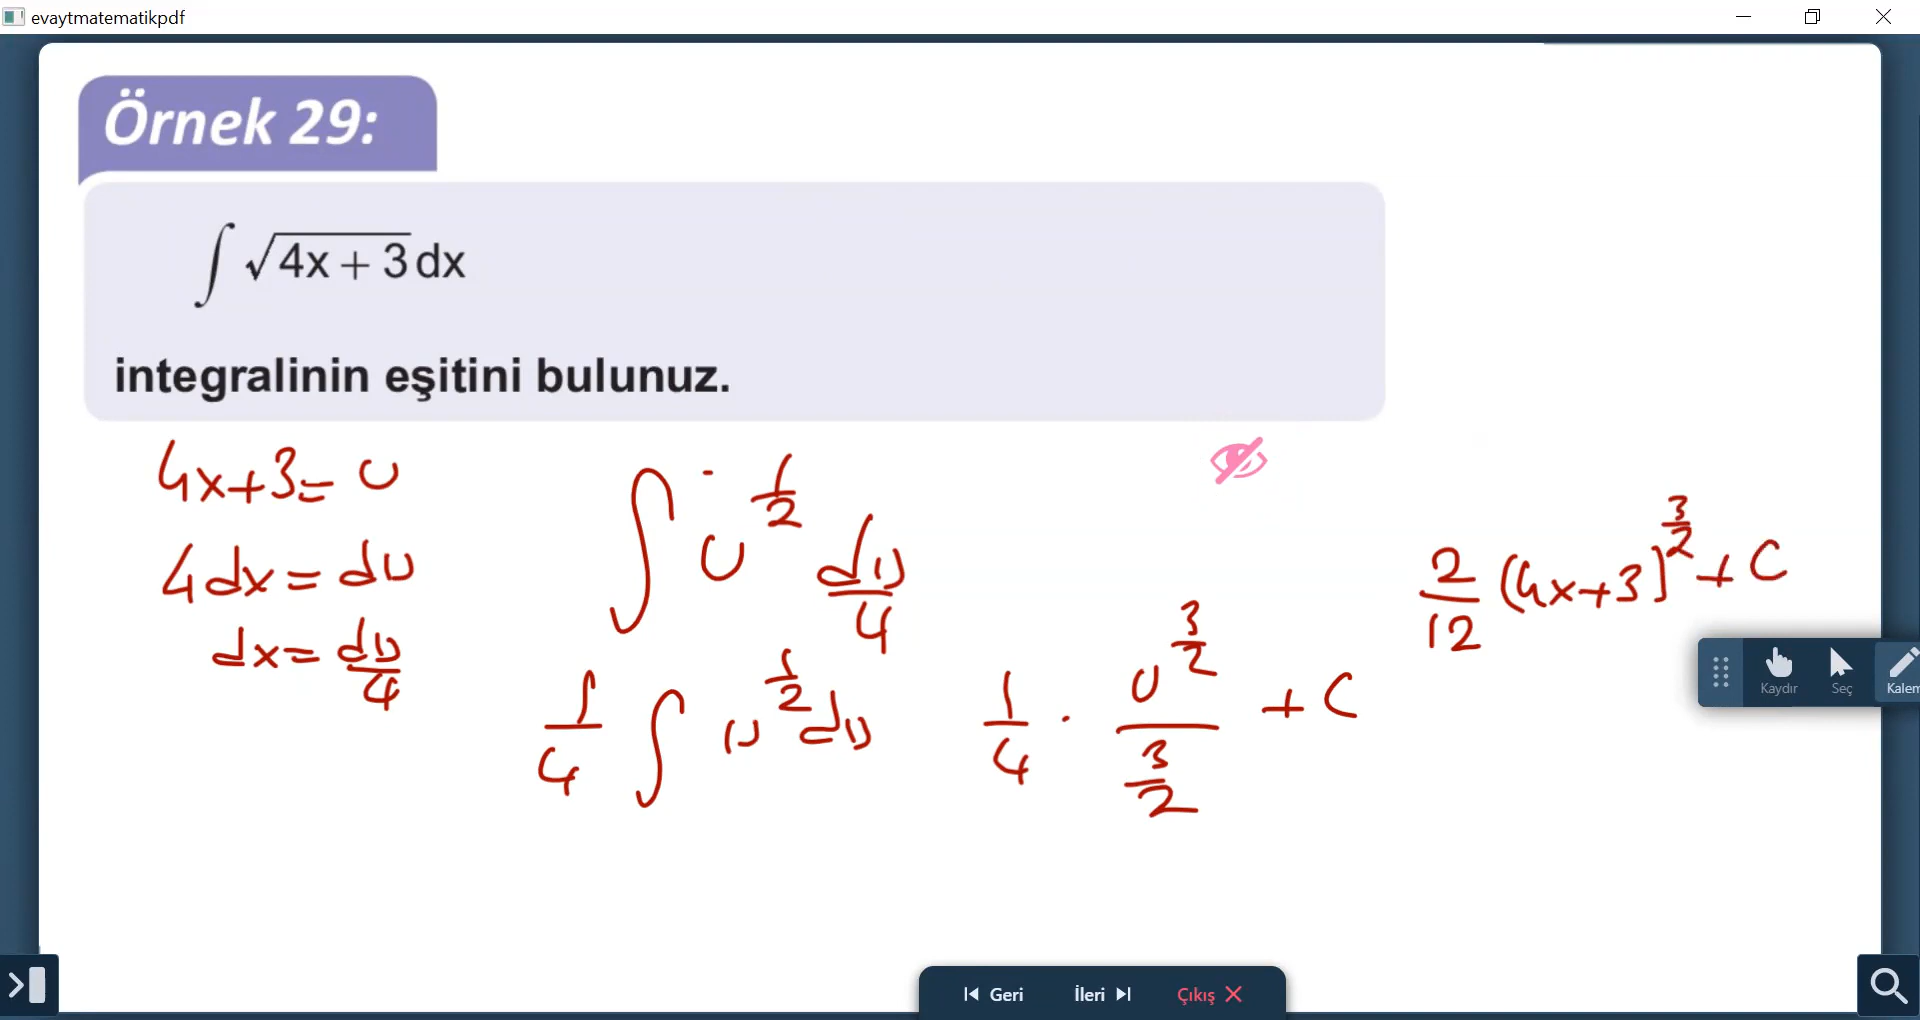 evaytmatematikpdf
Örnek 29:
∫ √(4x + 3) dx
integralinin eşitini bulunuz.
4x+3 = u
4dx = du
dx = du/4
∫ u^(1/2) du/4
1/4 ∫ u^(1/2) du
1/4 · u^(3/2)/(3/2) + C
2/12 (4x+3)^(3/2) + C
Kaydır Seç Kalem
Geri İleri Çıkış